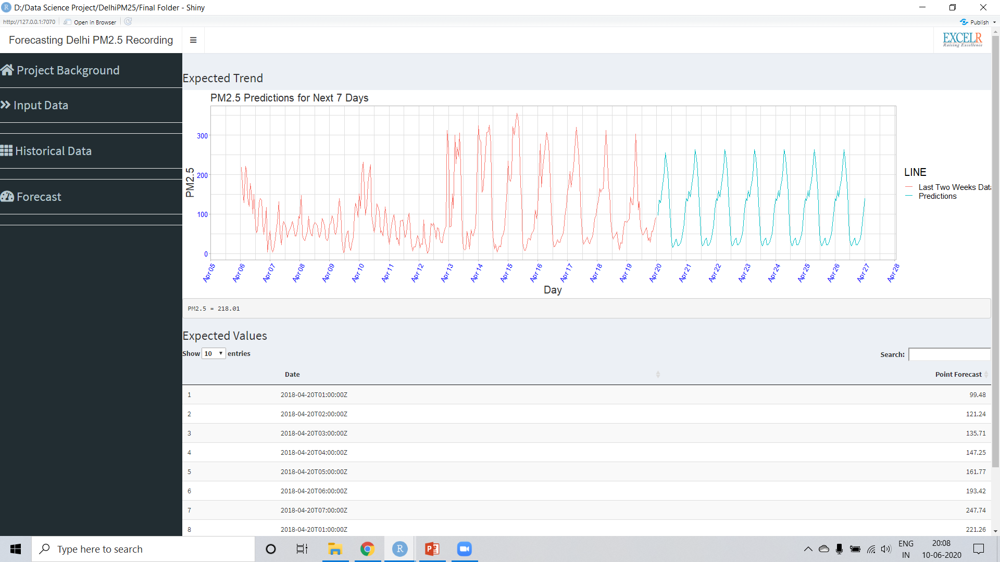 D:/Data Science Project/DelhiPM25/Final Folder - Shiny
http://127.0.0.1:7070 Open in Browser Publish
Forecasting Delhi PM2.5 Recording
EXCELR
Raising Excellence
Project Background
Input Data
Historical Data
Forecast
Expected Trend
PM2.5 Predictions for Next 7 Days
PM2.5
300
200
100
0
Apr 05 Apr 06 Apr 07 Apr 08 Apr 09 Apr 10 Apr 11 Apr 12 Apr 13 Apr 14 Apr 15 Apr 16 Apr 17 Apr 18 Apr 19 Apr 20 Apr 21 Apr 22 Apr 23 Apr 24 Apr 25 Apr 26 Apr 27 Apr 28
Day
LINE
Last Two Weeks Data
Predictions
PM2.5 = 218.01
Expected Values
Show 10 entries
Search:
Date Point Forecast
1 2018-04-20T01:00:00Z 99.48
2 2018-04-20T02:00:00Z 121.24
3 2018-04-20T03:00:00Z 135.71
4 2018-04-20T04:00:00Z 147.25
5 2018-04-20T05:00:00Z 161.77
6 2018-04-20T06:00:00Z 193.42
7 2018-04-20T07:00:00Z 247.74
8 2018-04-20T01:00:00Z 221.26
Type here to search
ENG
IN
20:08
10-06-2020